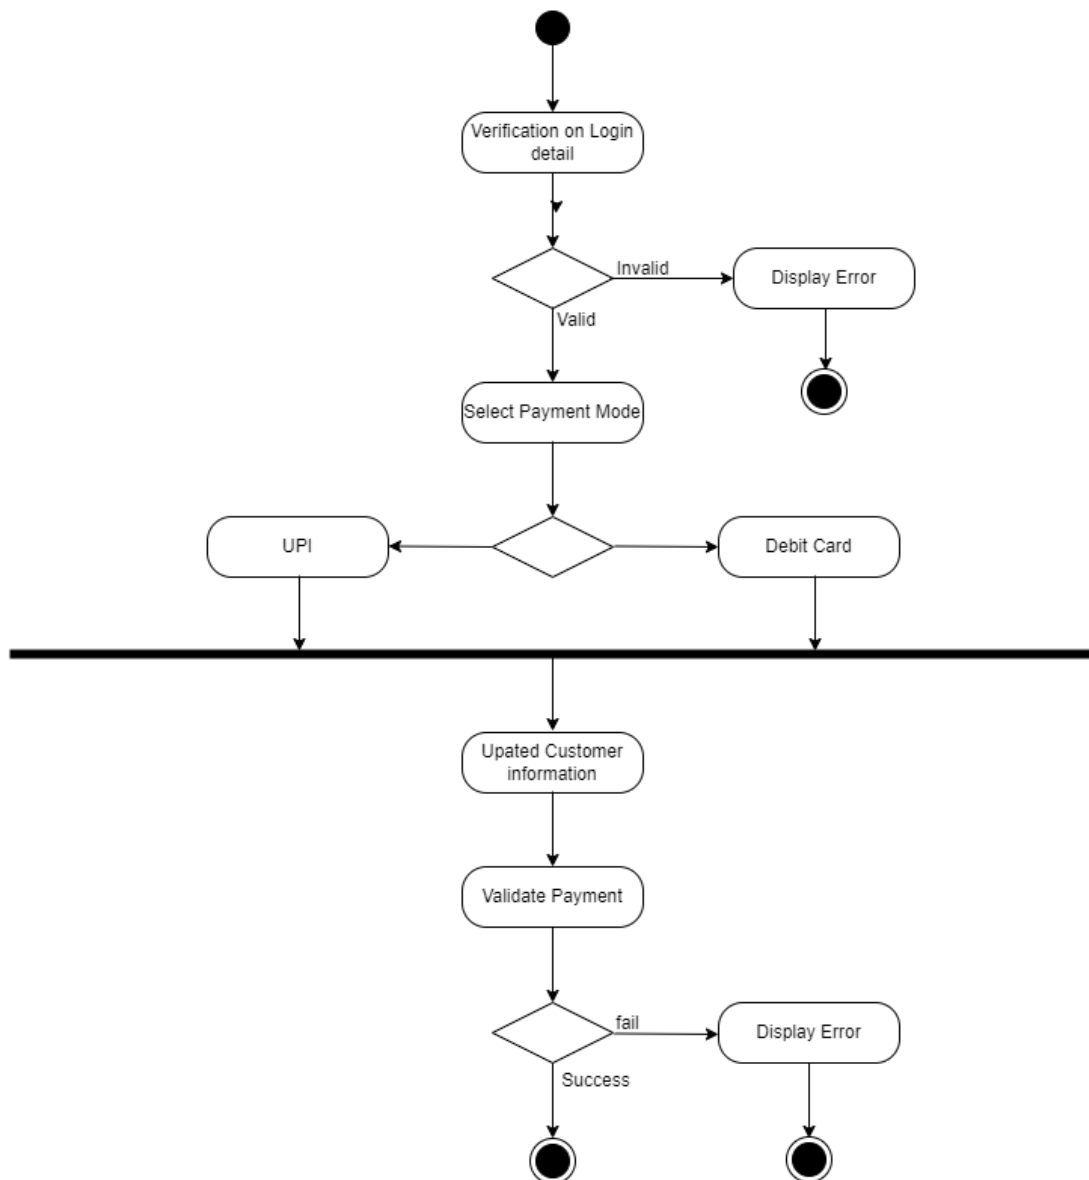 Verification on Login
detail
Invalid
Display Error
Valid
Select Payment Mode
UPI
Debit Card
Upated Customer
information
Validate Payment
fail
Display Error
Success